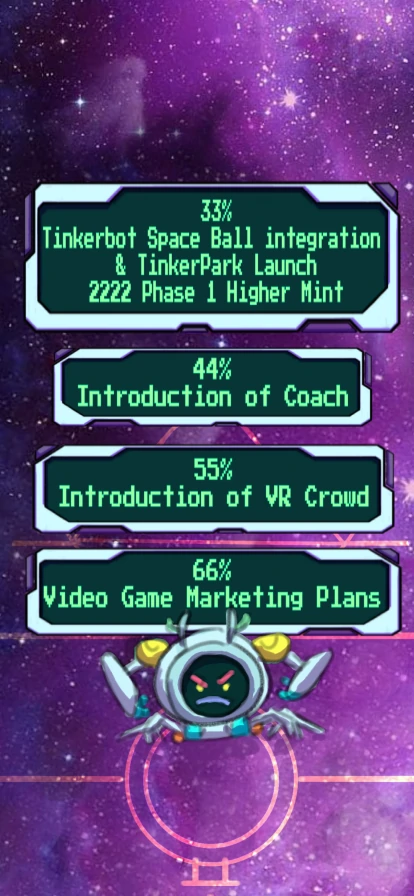 33%
Tinkerbot Space Ball integration
& TinkerPark Launch
2222 Phase 1 Higher Mint
44%
Introduction of Coach
55%
Introduction of VR Crowd
66%
Video Game Marketing Plans